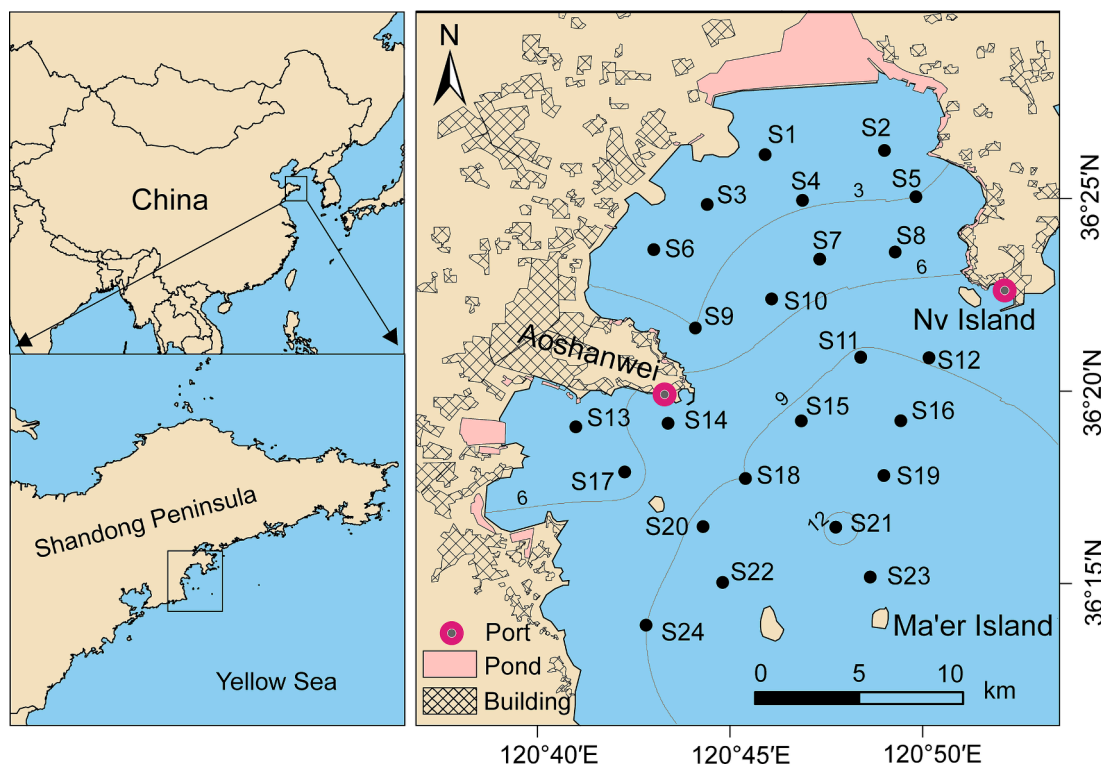 China
Shandong Peninsula
Yellow Sea
N
S1
S2
S3
S4
3
S5
S6
S7
S8
6
S10
S9
Nv Island
Aoshanwei
S11
S12
9
S13
S14
S15
S16
S17
6
S18
S19
S20
12
S21
S22
S23
S24
Ma'er Island
Port
Pond
Building
0 5 10
km
36°25′N
36°20′N
36°15′N
120°40′E
120°45′E
120°50′E